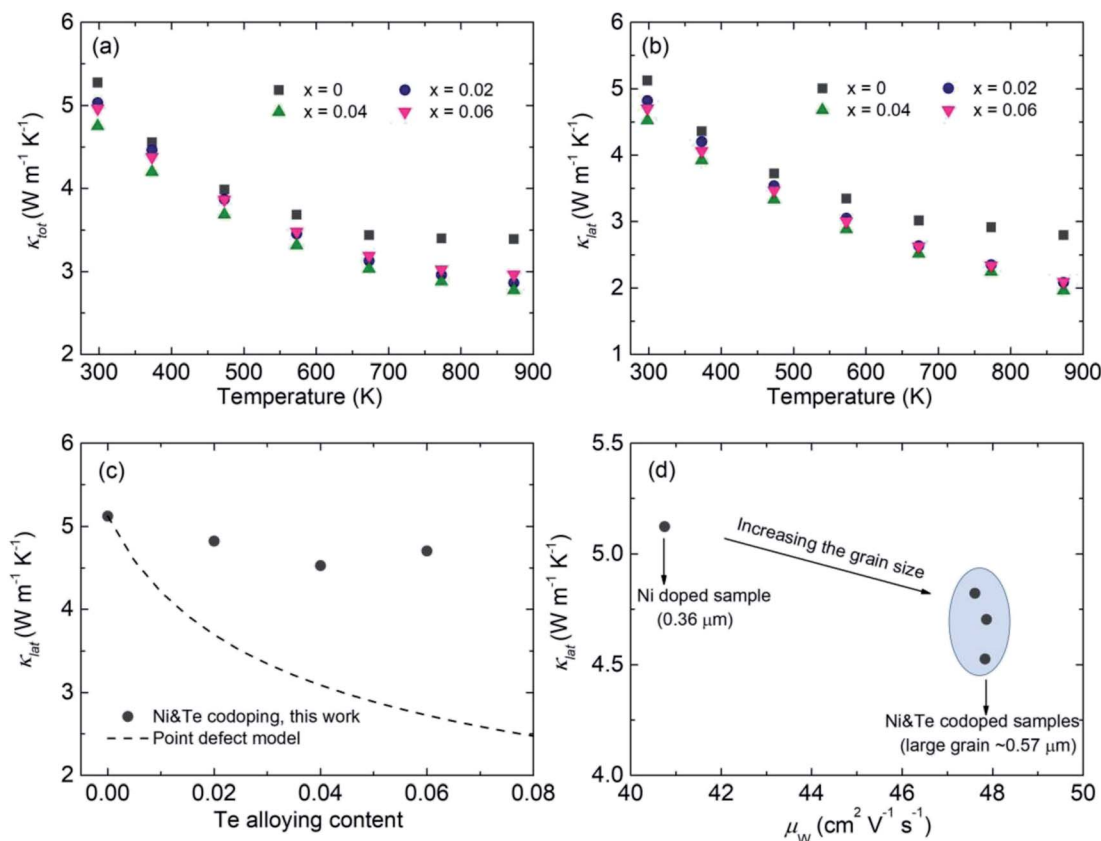 (a)
x = 0
x = 0.02
x = 0.04
x = 0.06
6
5
4
3
2
κtot (W m⁻¹ K⁻¹)
300 400 500 600 700 800 900
Temperature (K)
(b)
x = 0
x = 0.02
x = 0.04
x = 0.06
6
5
4
3
2
1
κlat (W m⁻¹ K⁻¹)
300 400 500 600 700 800 900
Temperature (K)
(c)
6
5
4
3
2
κlat (W m⁻¹ K⁻¹)
Ni&Te codoping, this work
Point defect model
0.00 0.02 0.04 0.06 0.08
Te alloying content
(d)
5.5
5.0
4.5
4.0
κlat (W m⁻¹ K⁻¹)
Increasing the grain size
Ni doped sample
(0.36 μm)
Ni&Te codoped samples
(large grain ~0.57 μm)
40 42 44 46 48 50
μW (cm² V⁻¹ s⁻¹)